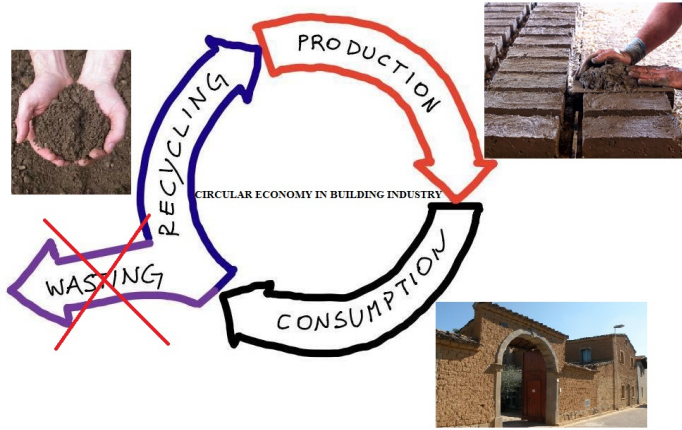 PRODUCTION
RECYCLING
CIRCULAR ECONOMY IN BUILDING INDUSTRY
WASTING
CONSUMPTION